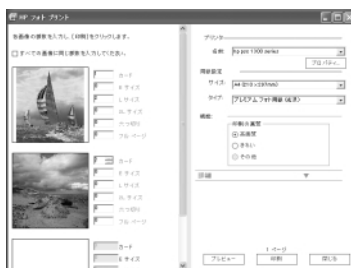 HP フォト プリント
各画像の部数を入力し、[印刷]をクリックします。
すべての画像に同じ部数を入力してください。
カード
E サイズ
L サイズ
2L サイズ
六つ切り
フル ページ
カード
E サイズ
L サイズ
2L サイズ
六つ切り
フル ページ
カード
E サイズ
プリンタ
名前:
hp psc 1300 series
プロパティ...
用紙設定
サイズ:
A4 (210 x 297mm)
タイプ:
プレミアム フォト用紙 (光沢)
機能:
印刷の画質
高画質
きれい
その他
詳細
1 ページ
プレビュー
印刷
閉じる